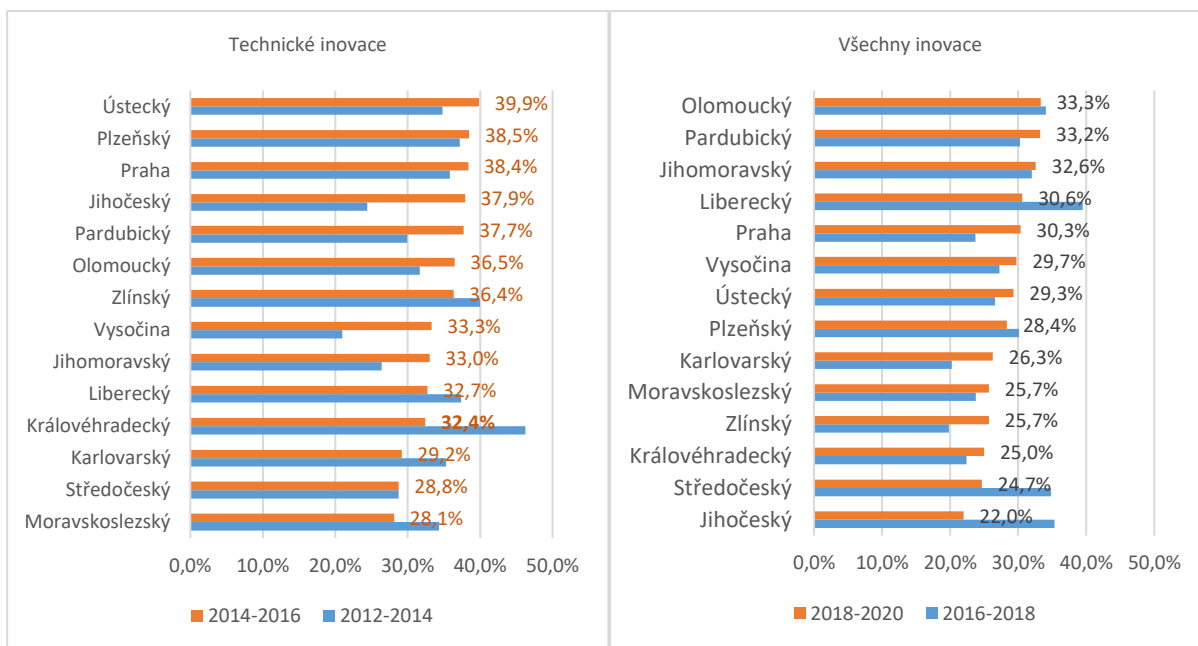 Technické inovace
Ústecký 39,9%
Plzeňský 38,5%
Praha 38,4%
Jihočeský 37,9%
Pardubický 37,7%
Olomoucký 36,5%
Zlínský 36,4%
Vysočina 33,3%
Jihomoravský 33,0%
Liberecký 32,7%
Královéhradecký 32,4%
Karlovarský 29,2%
Středočeský 28,8%
Moravskoslezský 28,1%
0,0% 10,0% 20,0% 30,0% 40,0% 50,0%
2014-2016 2012-2014
Všechny inovace
Olomoucký 33,3%
Pardubický 33,2%
Jihomoravský 32,6%
Liberecký 30,6%
Praha 30,3%
Vysočina 29,7%
Ústecký 29,3%
Plzeňský 28,4%
Karlovarský 26,3%
Moravskoslezský 25,7%
Zlínský 25,7%
Královéhradecký 25,0%
Středočeský 24,7%
Jihočeský 22,0%
0,0% 10,0% 20,0% 30,0% 40,0% 50,0%
2018-2020 2016-2018